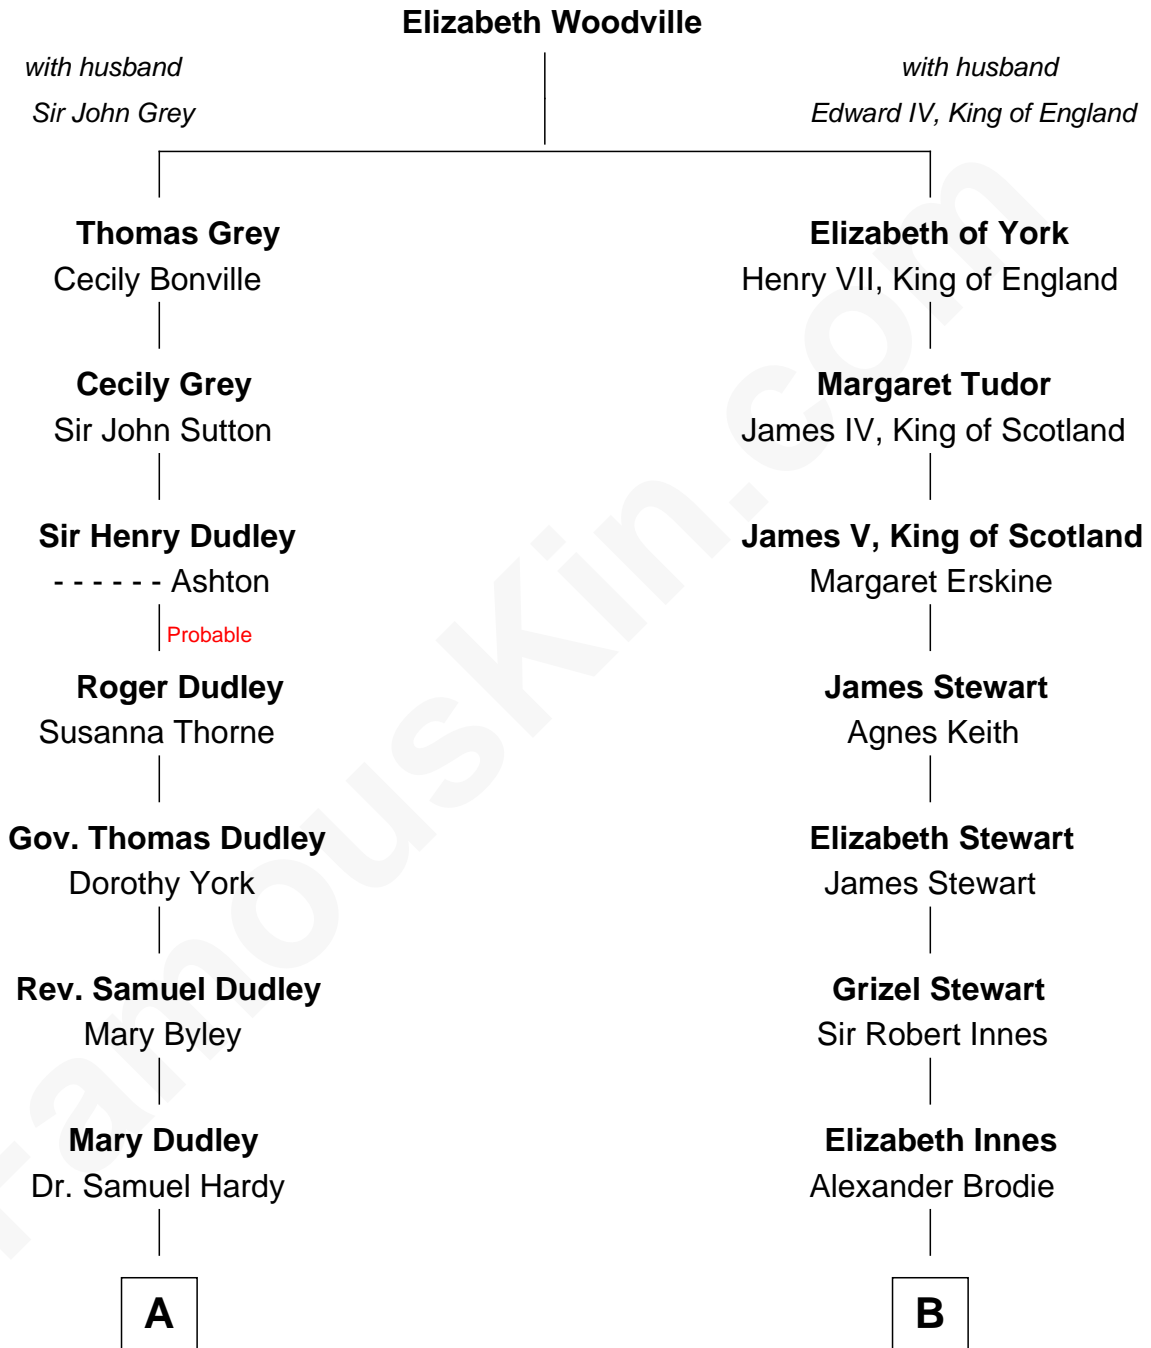 Elizabeth Woodville
with husband
Sir John Grey
with husband
Edward IV, King of England
Thomas Grey
Cecily Bonville
Elizabeth of York
Henry VII, King of England
Cecily Grey
Sir John Sutton
Margaret Tudor
James IV, King of Scotland
Sir Henry Dudley
- - - - - - Ashton
James V, King of Scotland
Margaret Erskine
Probable
Roger Dudley
Susanna Thorne
James Stewart
Agnes Keith
Gov. Thomas Dudley
Dorothy York
Elizabeth Stewart
James Stewart
Rev. Samuel Dudley
Mary Byley
Grizel Stewart
Sir Robert Innes
Mary Dudley
Dr. Samuel Hardy
Elizabeth Innes
Alexander Brodie
A
B
FamousKin.com